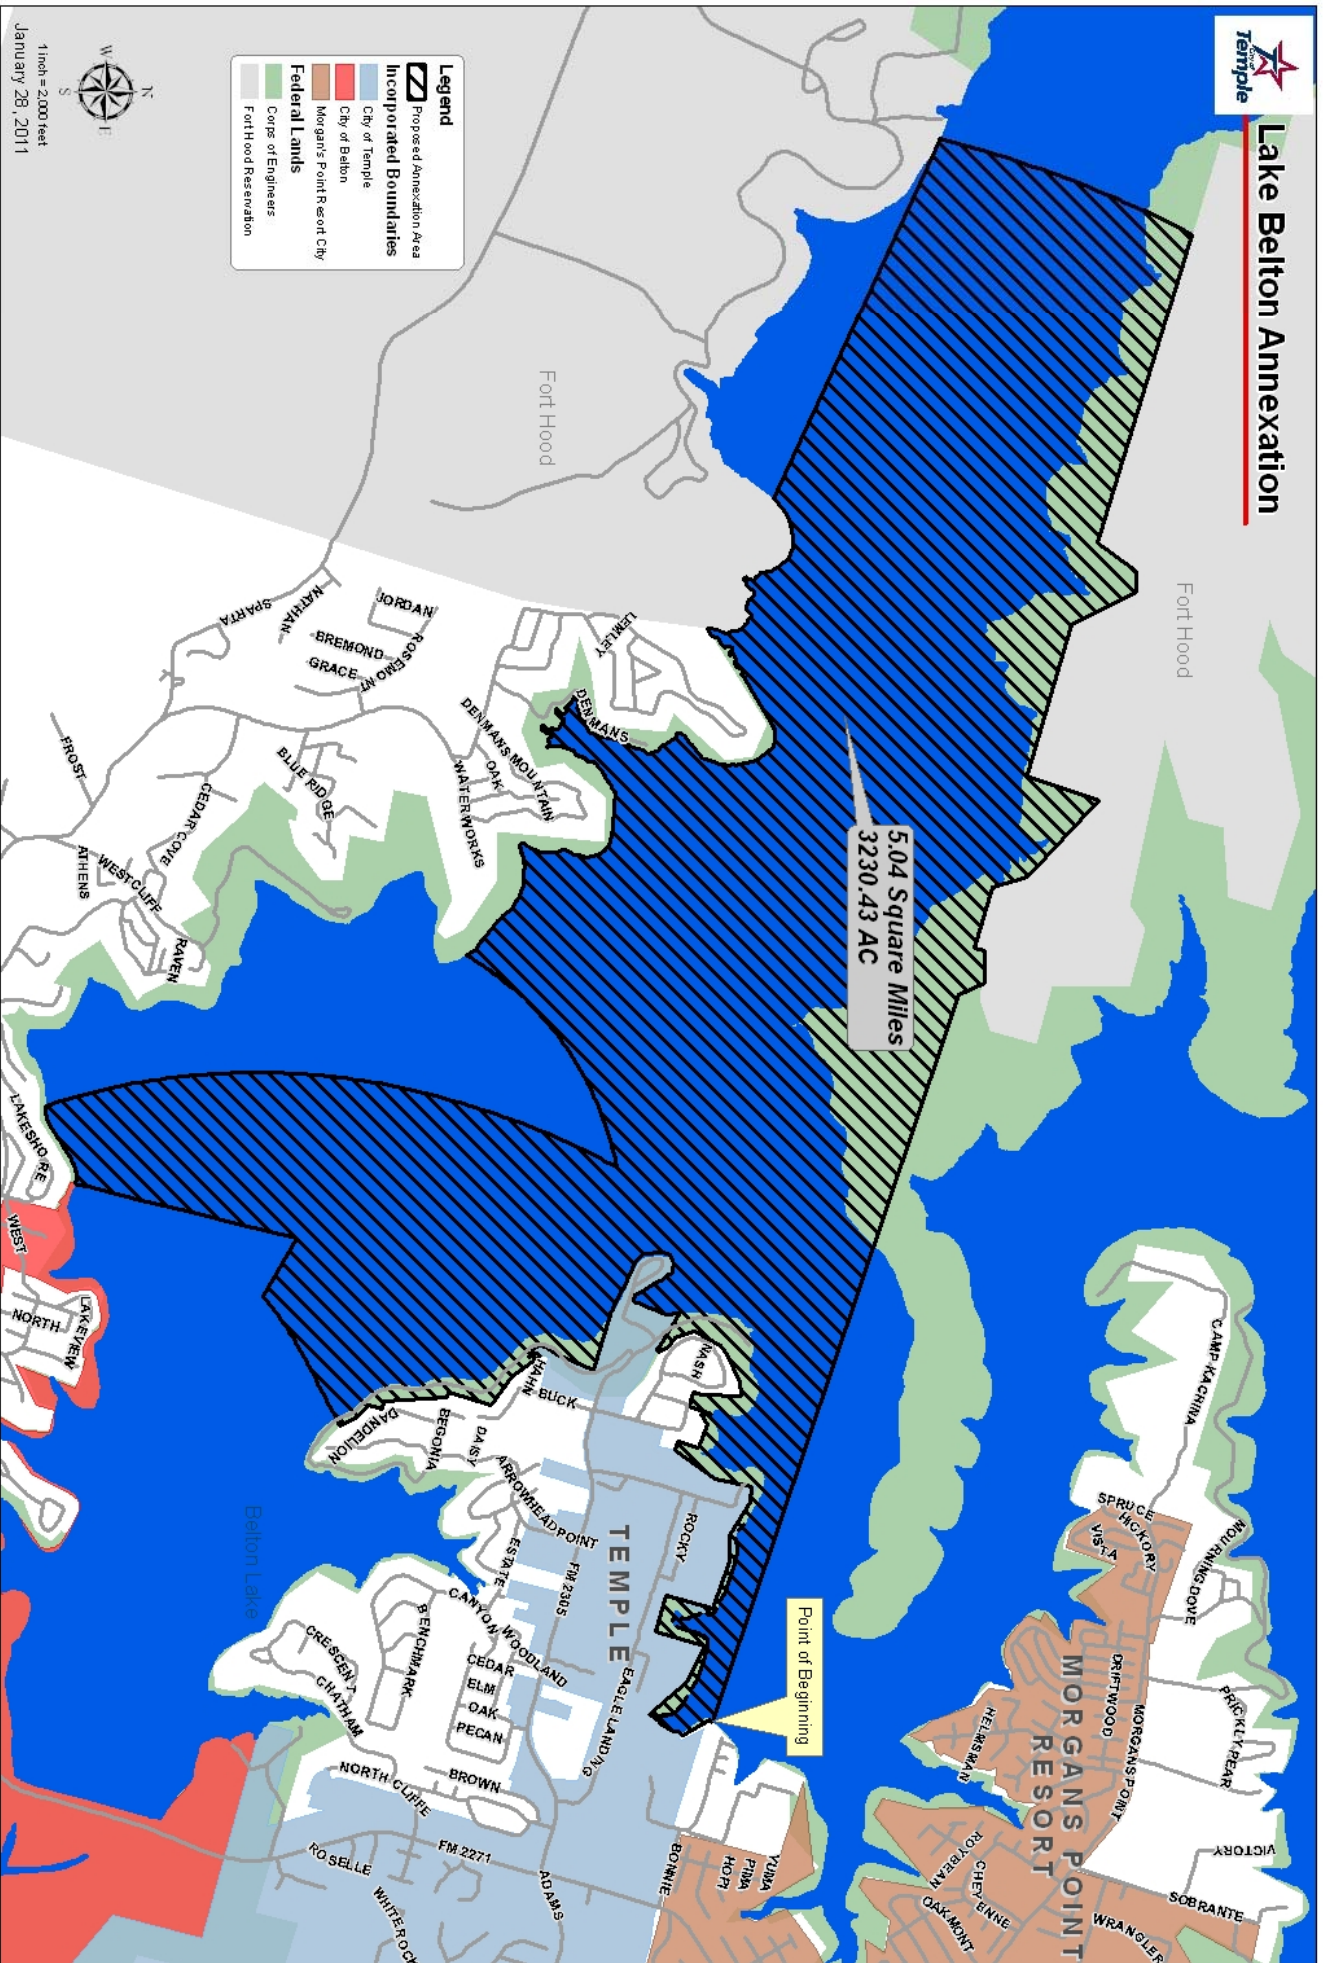 City of
Temple
Lake Belton Annexation
Legend
Proposed Annexation Area
Incorporated Boundaries
City of Temple
City of Belton
Morgan's Point Resort City
Federal Lands
Corps of Engineers
Fort Hood Reservation
N
W
E
S
1 inch = 2,000 feet
January 28, 2011
Fort Hood
Fort Hood
5.04 Square Miles
3230.43 AC
Point of Beginning
CAMP KACHINA
MOURNING DOVE
SPRUCE
HICKORY
VISTA
PRICKLY PEAR
VICTORY
SOBRANTE
WRANGLER
DRIFTWOOD
MORGANS POINT
HELMSMAN
MORGANS POINT
RESORT
ROYBEAN
CHEYENNE
OAKMONT
YUMA
PIMA
HOPI
BONNIE
NASH
ROCKY
TEMPLE
EAGLE LANDING
HAHN
BUCK
DAISY
BEGONIA
DANDELION
ARROWHEAD POINT
ESTATE
FM 2305
CANYON
WOODLAND
CEDAR
ELM
OAK
PECAN
BENCHMARK
CRESCENT
CHATHAM
BROWN
NORTH CLIFFE
ROSELLE
FM 2271
ADAMS
WHITE ROCK
Belton Lake
LEMLEY
DENMANS
DENMANS MOUNTAIN
OAK
WATERWORKS
JORDAN
ROSEMONT
BREMOND
GRACE
NATHAN
SPARTA
BLUE RIDGE
FROST
CEDAR COVE
WESTCLIFF
ATHENS
RAVEN
LAKESHORE
WEST
NORTH
LAKEVIEW